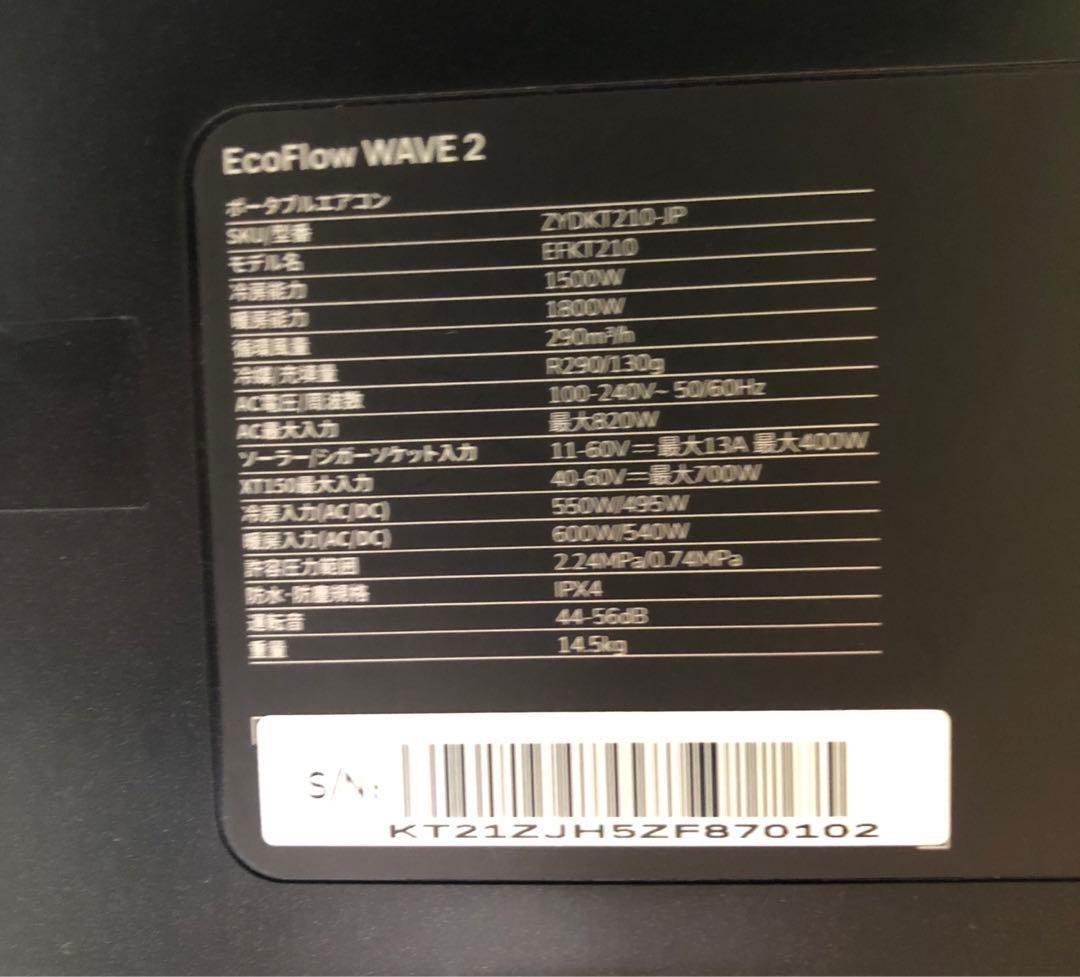 EcoFlow WAVE 2
ポータブルエアコン
SKU/型番 ZYDKT210-JP
モデル名 EFKT210
冷房能力 1500W
暖房能力 1800W
循環風量 290m³/h
冷媒/充填量 R290/130g
AC電圧/周波数 100-240V~ 50/60Hz
AC最大入力 最大820W
ソーラー/シガーソケット入力 11-60V⎓最大13A 最大400W
XT150最大入力 40-60V⎓最大700W
冷房入力(AC/DC) 550W/495W
暖房入力(AC/DC) 600W/540W
許容圧力範囲 2.24MPa/0.74MPa
防水·防塵規格 IPX4
運転音 44-56dB
重量 14.5kg
S/N:
KT21ZJH5ZF870102